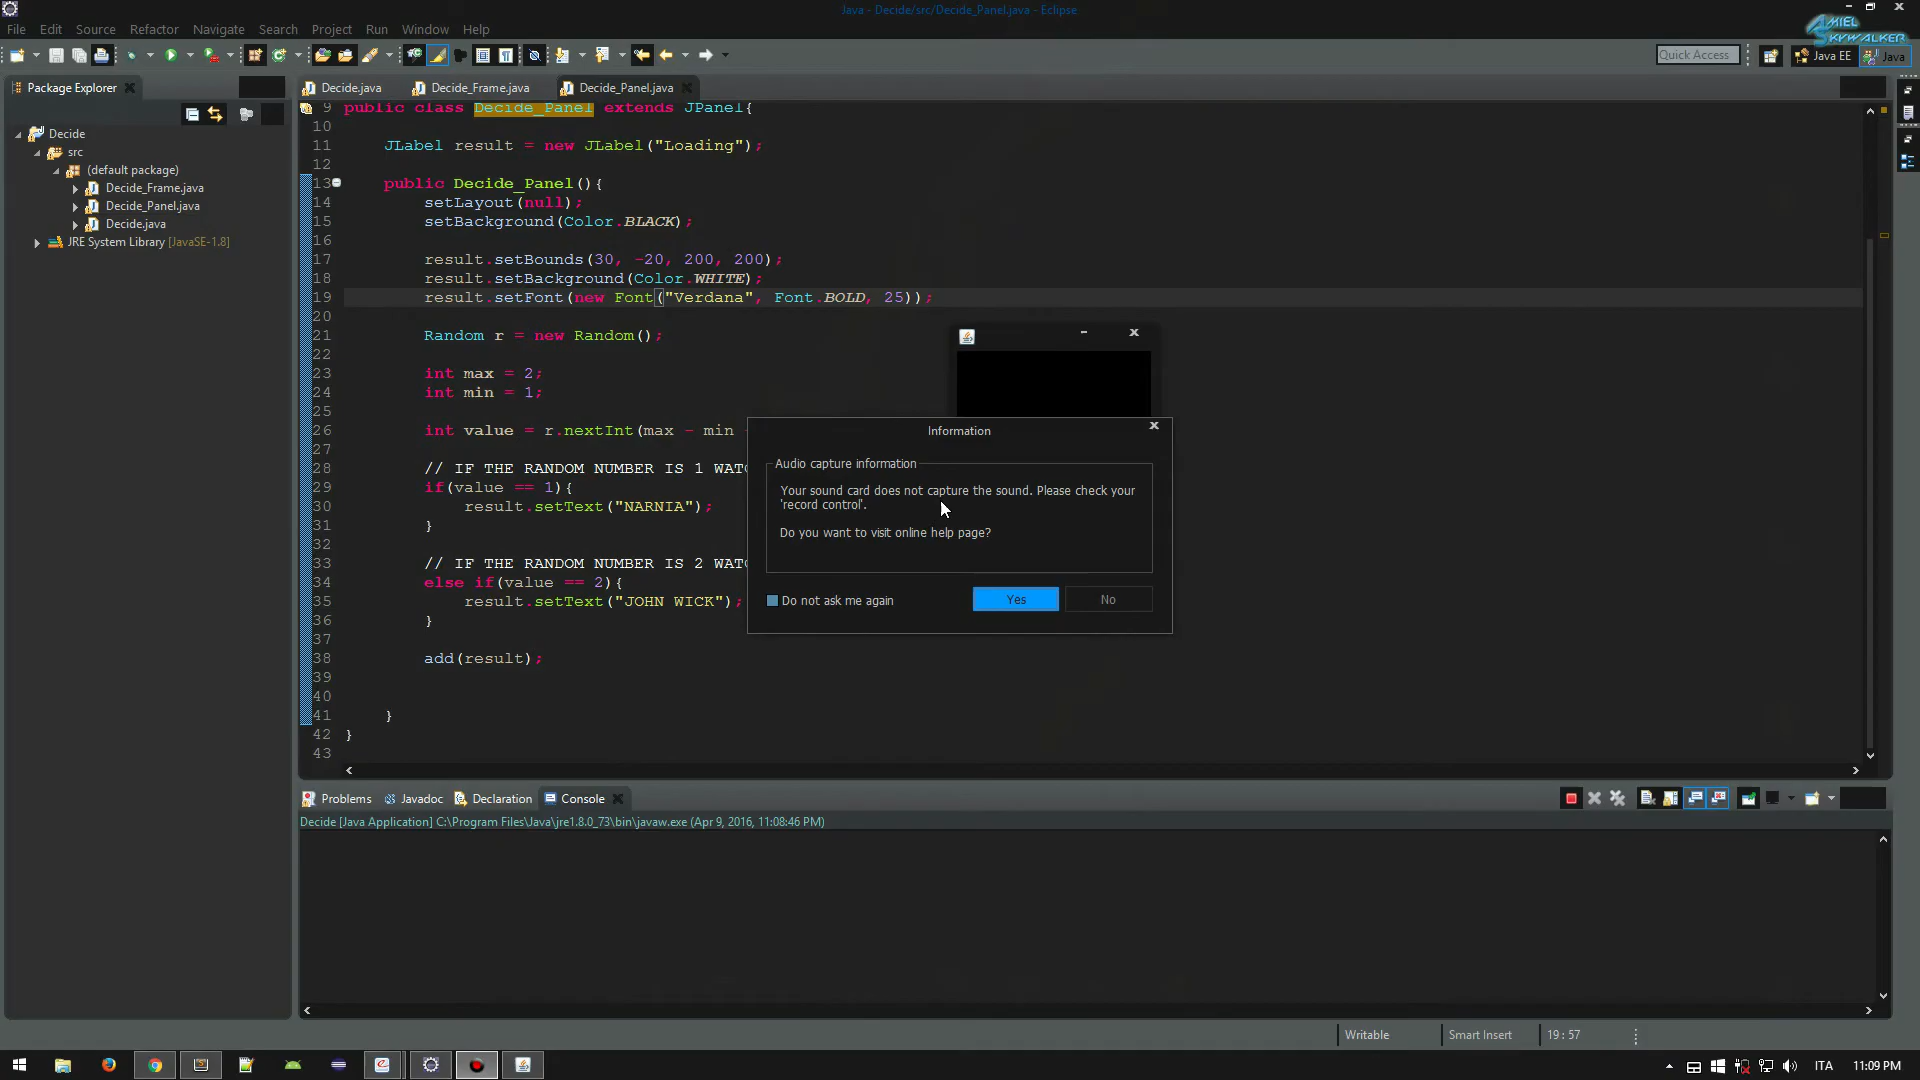 Java - Decide/src/Decide_Panel.java - Eclipse
AMIEL
SKYWALKER
File Edit Source Refactor Navigate Search Project Run Window Help
Quick Access Java EE Java
Package Explorer
Decide.java Decide_Frame.java Decide_Panel.java
Decide
src
(default package)
Decide_Frame.java
Decide_Panel.java
Decide.java
JRE System Library [JavaSE-1.8]
9 public class Decide_Panel extends JPanel{
10
11 JLabel result = new JLabel("Loading");
12
13 public Decide_Panel(){
14 setLayout(null);
15 setBackground(Color.BLACK);
16
17 result.setBounds(30, -20, 200, 200);
18 result.setBackground(Color.WHITE);
19 result.setFont(new Font("Verdana", Font.BOLD, 25));
20
21 Random r = new Random();
22
23 int max = 2;
24 int min = 1;
25
26 int value = r.nextInt(max - min
27
28 // IF THE RANDOM NUMBER IS 1 WAT
29 if(value == 1){
30 result.setText("NARNIA");
31 }
32
33 // IF THE RANDOM NUMBER IS 2 WAT
34 else if(value == 2){
35 result.setText("JOHN WICK");
36 }
37
38 add(result);
39
40
41 }
42 }
43
Information
Audio capture information
Your sound card does not capture the sound. Please check your
'record control'.
Do you want to visit online help page?
Do not ask me again Yes No
Problems Javadoc Declaration Console
Decide [Java Application] C:\Program Files\Java\jre1.8.0_73\bin\javaw.exe (Apr 9, 2016, 11:08:46 PM)
Writable Smart Insert 19 : 57
ITA 11:09 PM